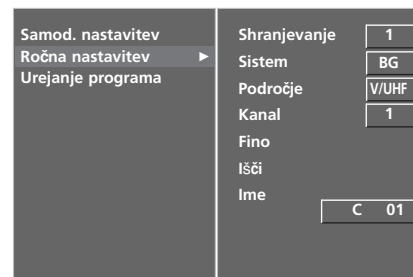 Samod. nastavitev
Ročna nastavitev ►
Urejanje programa
Shranjevanje 1
Sistem BG
Področje V/UHF
Kanal 1
Fino
Išči
Ime
C 01